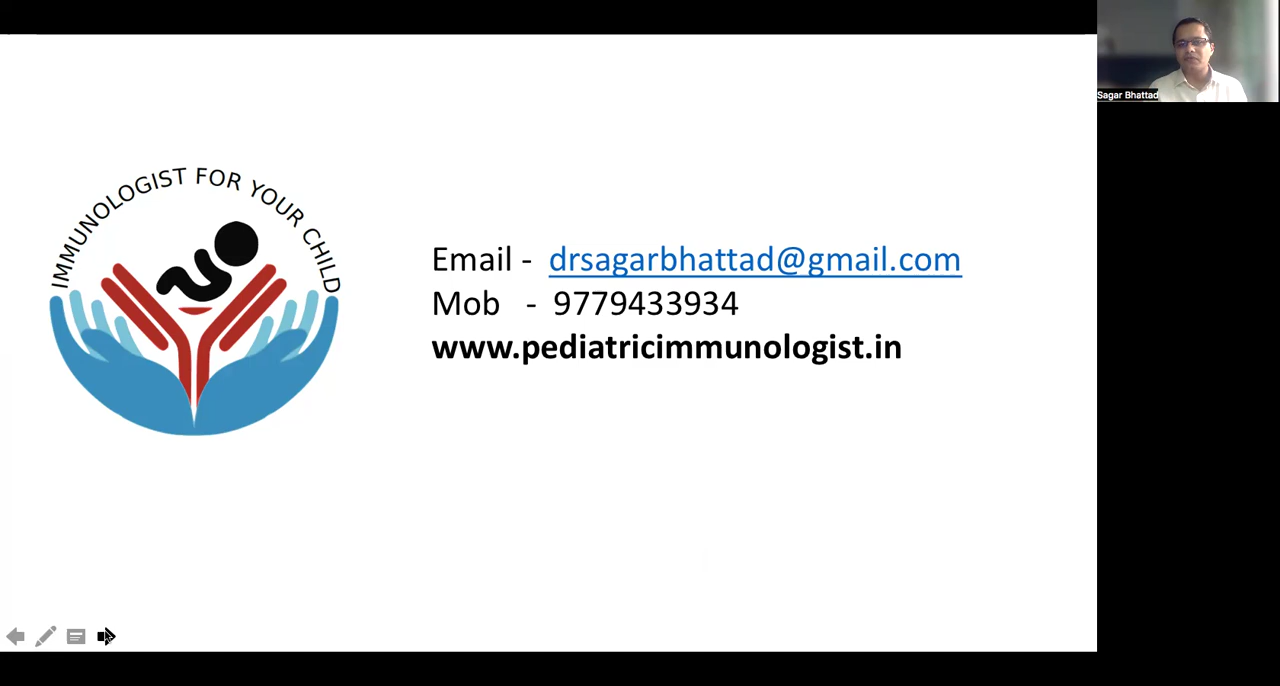 Sagar Bhattad
IMMUNOLOGIST FOR YOUR CHILD
Email - drsagarbhattad@gmail.com
Mob - 9779433934
www.pediatricimmunologist.in